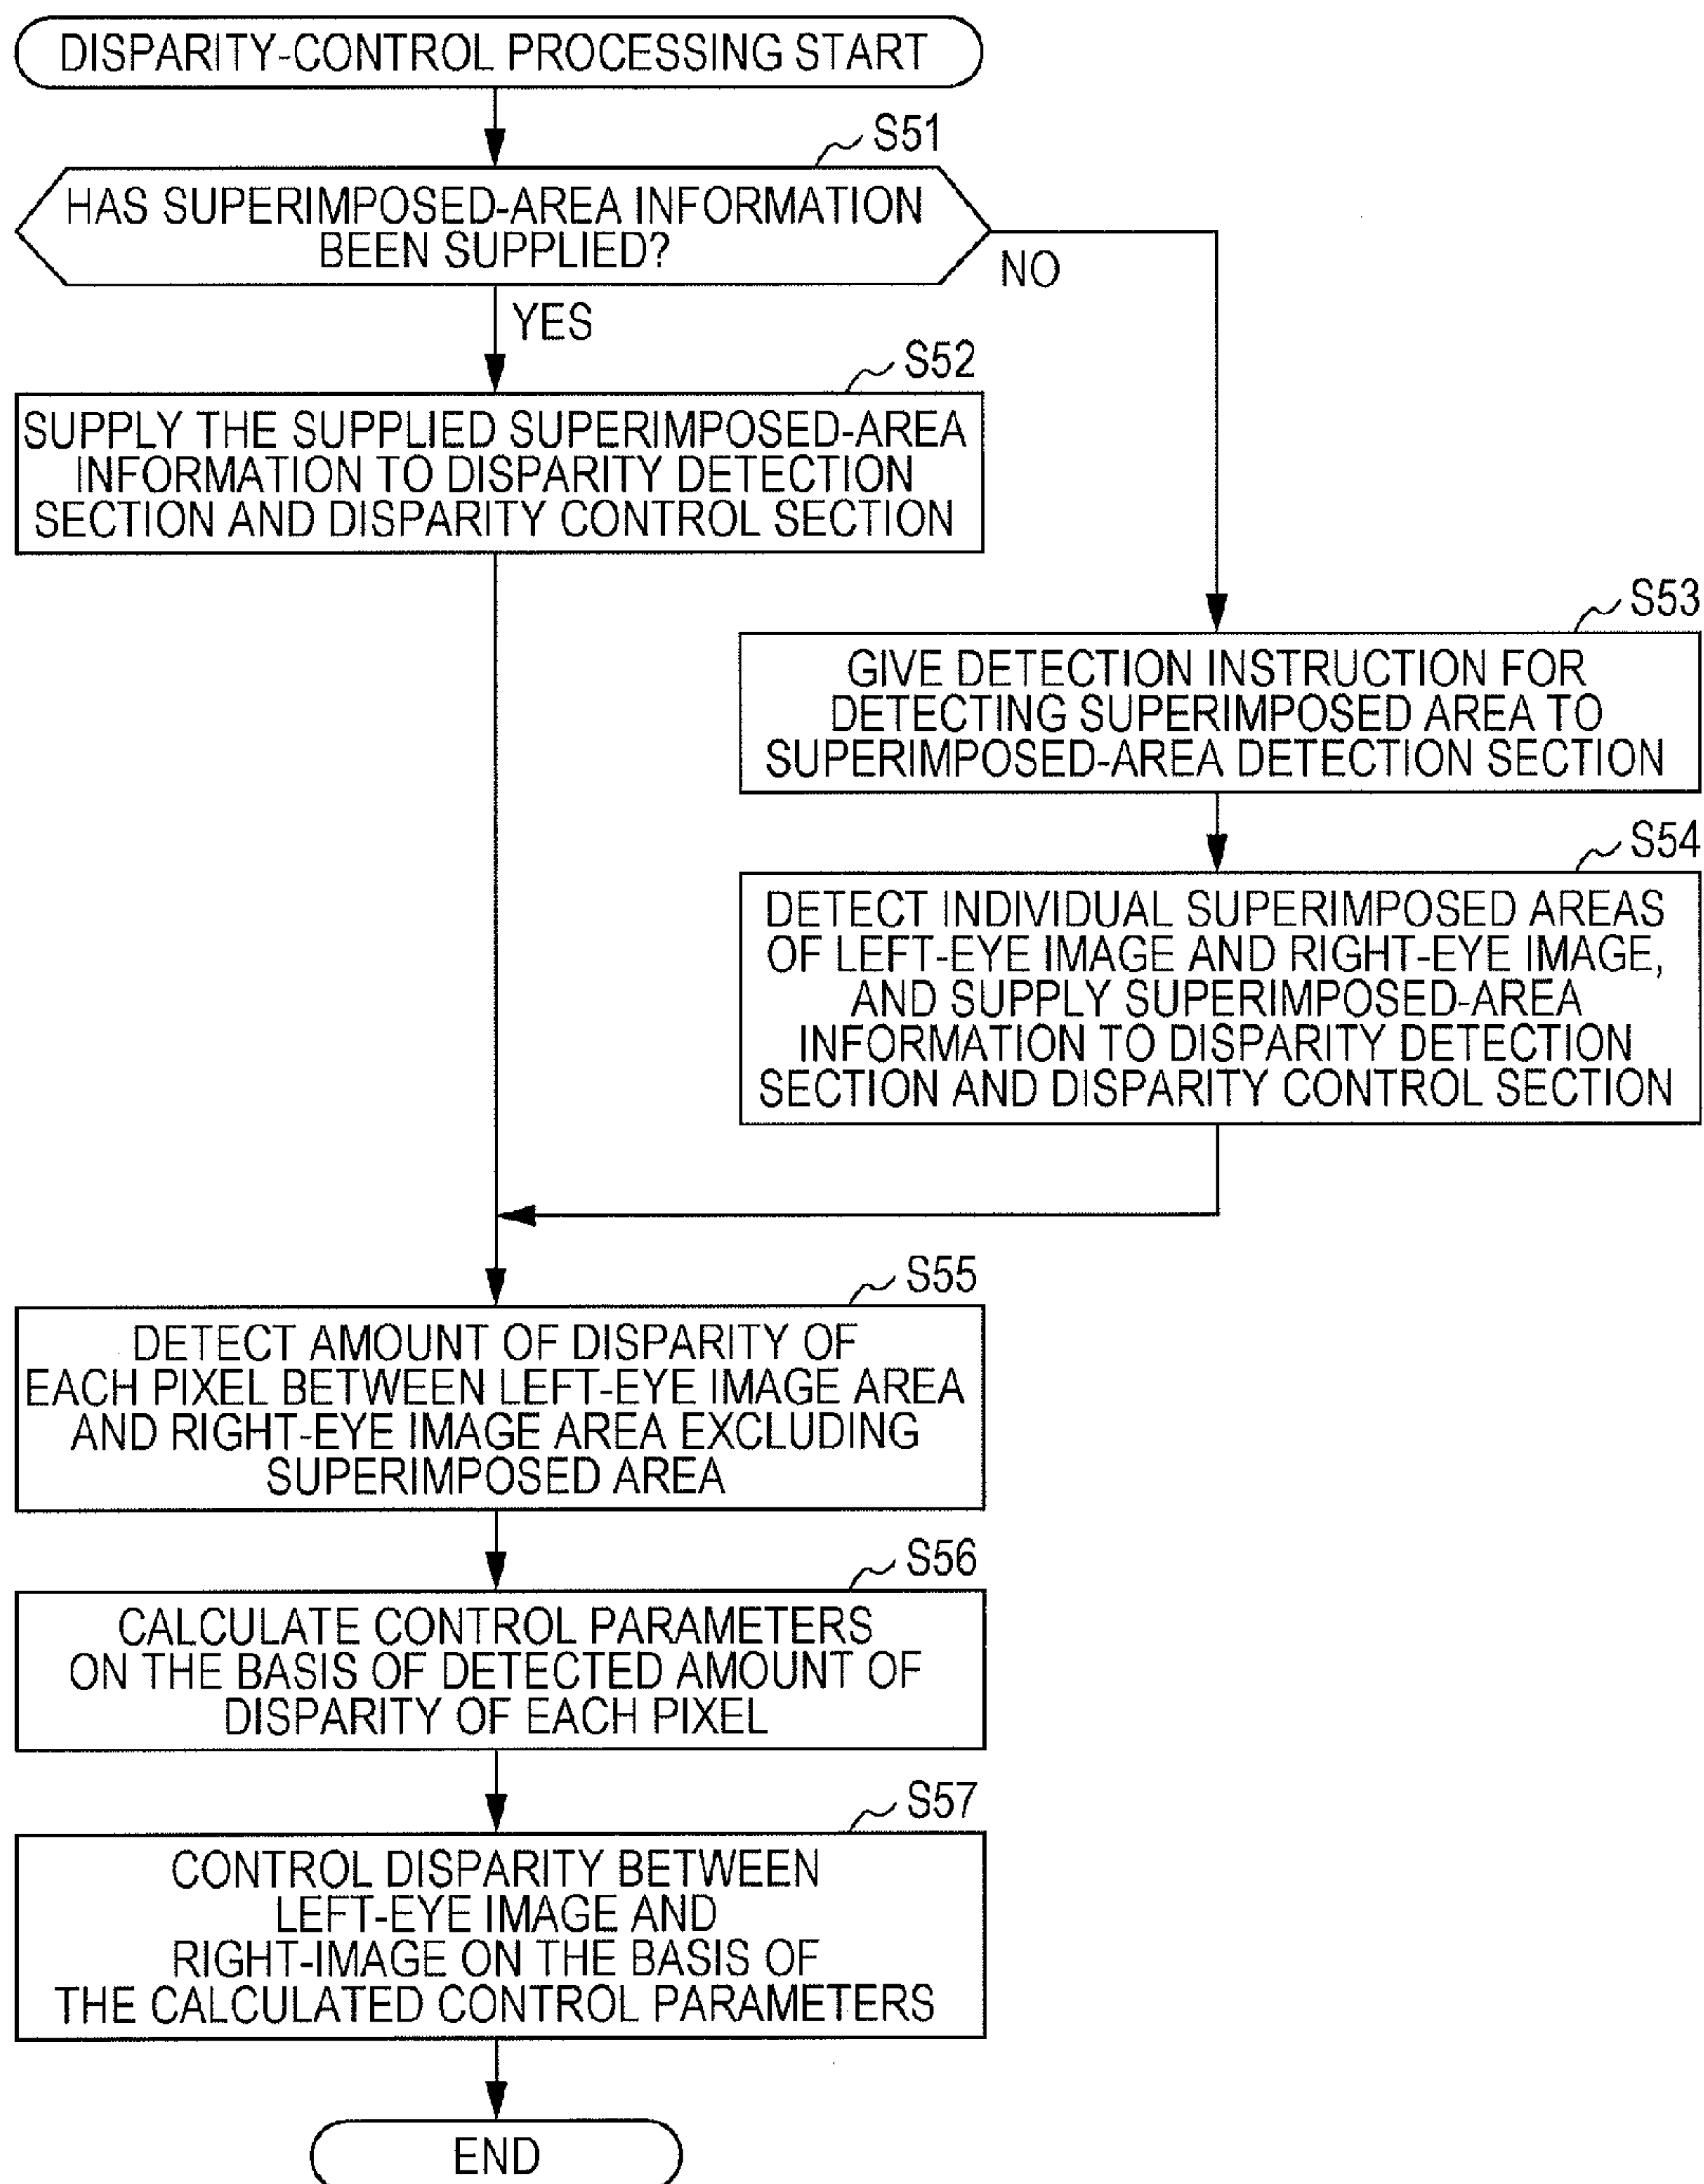 DISPARITY-CONTROL PROCESSING START
S51
HAS SUPERIMPOSED-AREA INFORMATION
BEEN SUPPLIED?
NO
YES
S52
SUPPLY THE SUPPLIED SUPERIMPOSED-AREA
INFORMATION TO DISPARITY DETECTION
SECTION AND DISPARITY CONTROL SECTION
S53
GIVE DETECTION INSTRUCTION FOR
DETECTING SUPERIMPOSED AREA TO
SUPERIMPOSED-AREA DETECTION SECTION
S54
DETECT INDIVIDUAL SUPERIMPOSED AREAS
OF LEFT-EYE IMAGE AND RIGHT-EYE IMAGE,
AND SUPPLY SUPERIMPOSED-AREA
INFORMATION TO DISPARITY DETECTION
SECTION AND DISPARITY CONTROL SECTION
S55
DETECT AMOUNT OF DISPARITY OF
EACH PIXEL BETWEEN LEFT-EYE IMAGE AREA
AND RIGHT-EYE IMAGE AREA EXCLUDING
SUPERIMPOSED AREA
S56
CALCULATE CONTROL PARAMETERS
ON THE BASIS OF DETECTED AMOUNT OF
DISPARITY OF EACH PIXEL
S57
CONTROL DISPARITY BETWEEN
LEFT-EYE IMAGE AND
RIGHT-IMAGE ON THE BASIS OF
THE CALCULATED CONTROL PARAMETERS
END